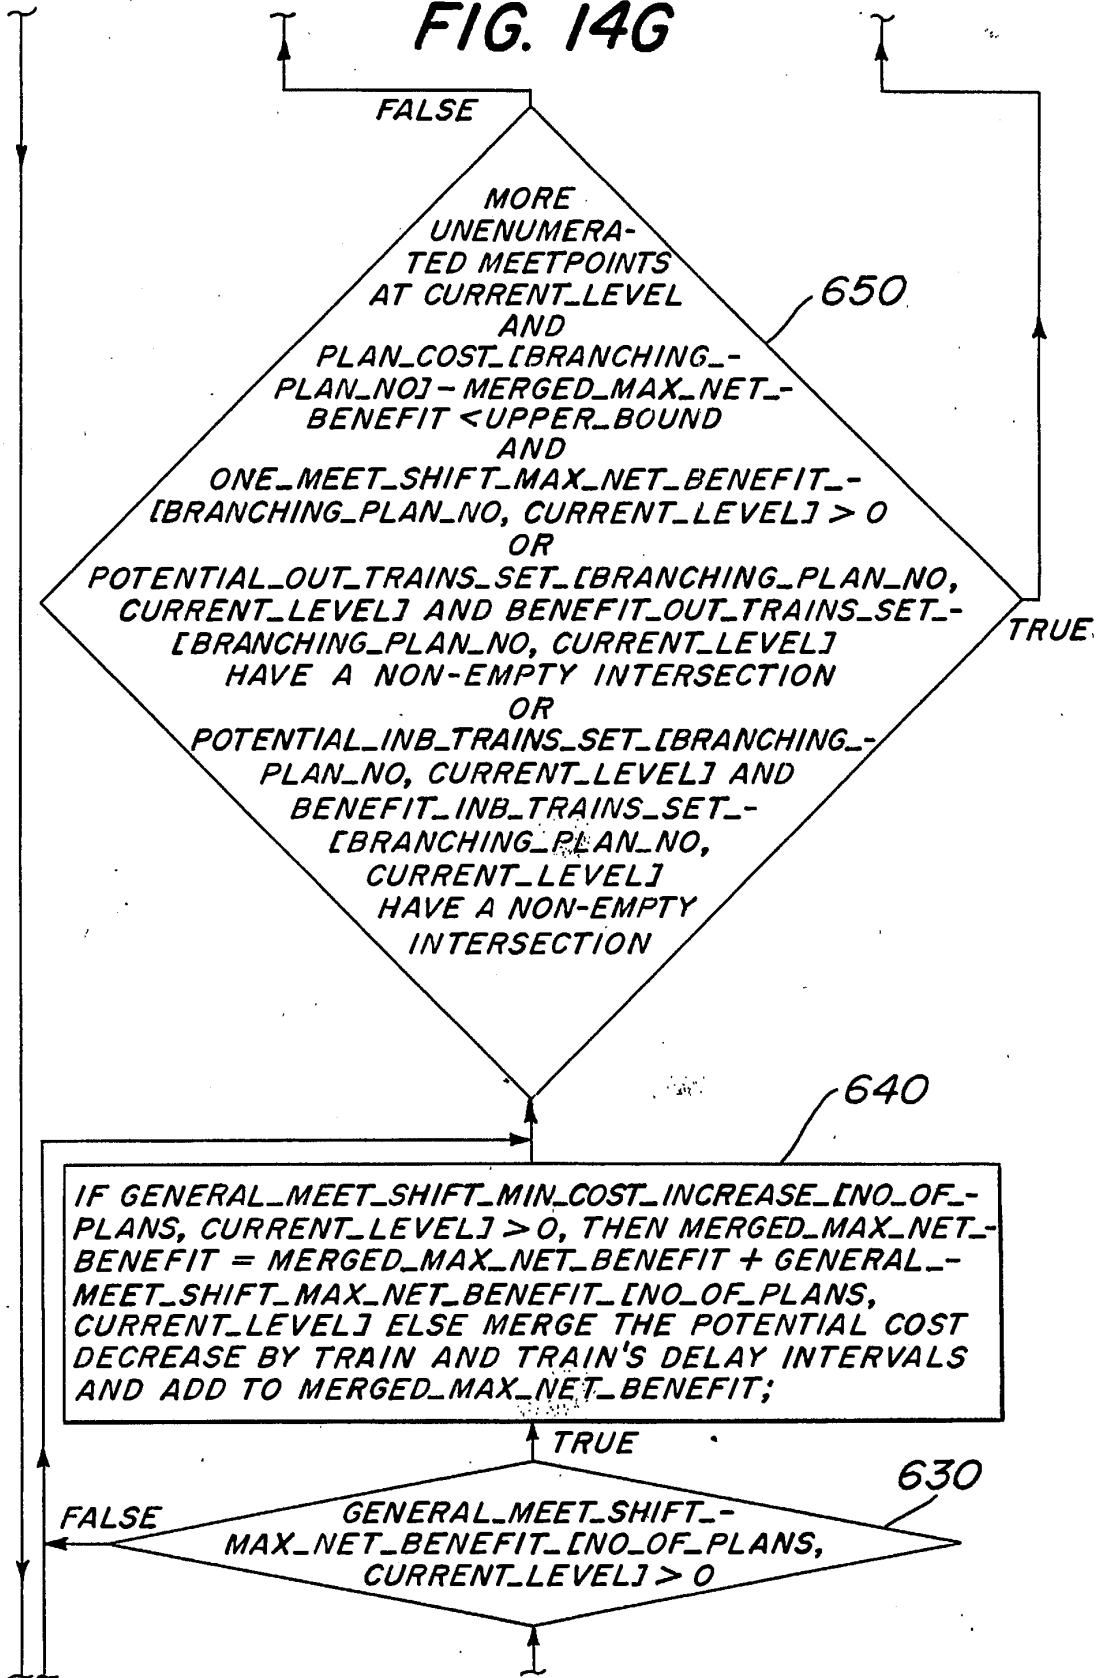 FIG. 14G
FALSE
MORE
UNENUMERA-
TED MEETPOINTS
AT CURRENT_LEVEL
AND
PLAN_COST_[BRANCHING_-
PLAN_NO]-MERGED_MAX_NET_-
BENEFIT <UPPER_BOUND
AND
ONE_MEET_SHIFT_MAX_NET_BENEFIT_-
[BRANCHING_PLAN_NO, CURRENT_LEVEL] > 0
OR
POTENTIAL_OUT_TRAINS_SET_[BRANCHING_PLAN_NO,
CURRENT_LEVEL] AND BENEFIT_OUT_TRAINS_SET_-
[BRANCHING_PLAN_NO, CURRENT_LEVEL]
HAVE A NON-EMPTY INTERSECTION
OR
POTENTIAL_INB_TRAINS_SET_[BRANCHING_-
PLAN_NO, CURRENT_LEVEL] AND
BENEFIT_INB_TRAINS_SET_-
[BRANCHING_PLAN_NO,
CURRENT_LEVEL]
HAVE A NON-EMPTY
INTERSECTION
650
TRUE
640
IF GENERAL_MEET_SHIFT_MIN_COST_INCREASE_[NO_OF_-
PLANS, CURRENT_LEVEL] > 0, THEN MERGED_MAX_NET_-
BENEFIT = MERGED_MAX_NET_BENEFIT + GENERAL_-
MEET_SHIFT_MAX_NET_BENEFIT_[NO_OF_PLANS,
CURRENT_LEVEL] ELSE MERGE THE POTENTIAL COST
DECREASE BY TRAIN AND TRAIN'S DELAY INTERVALS
AND ADD TO MERGED_MAX_NET_BENEFIT;
TRUE
630
FALSE
GENERAL_MEET_SHIFT_-
MAX_NET_BENEFIT_[NO_OF_PLANS,
CURRENT_LEVEL] > 0